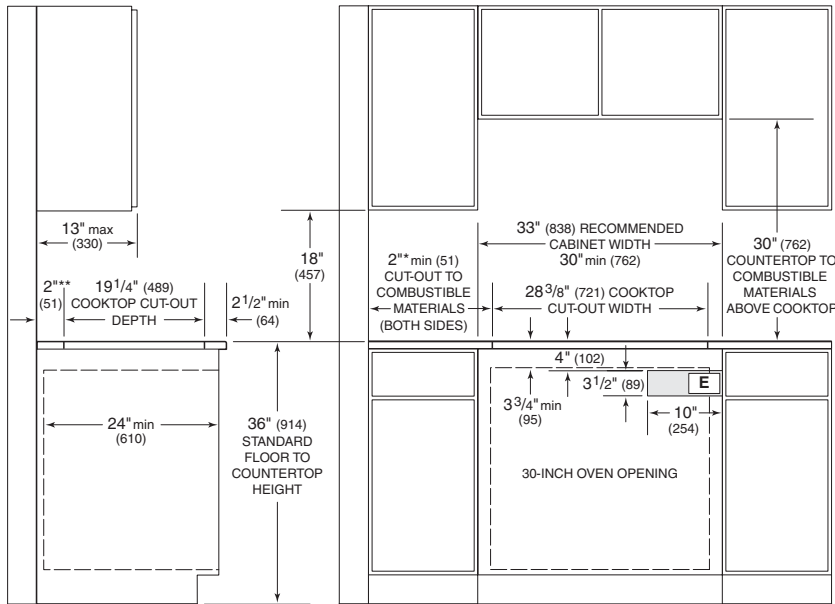 13" max
(330)
2"**
(51)
19 1/4" (489)
COOKTOP CUT-OUT
DEPTH
2 1/2" min
(64)
18"
(457)
24" min
(610)
36" (914)
STANDARD
FLOOR TO
COUNTERTOP
HEIGHT
33" (838) RECOMMENDED
CABINET WIDTH
30" min (762)
2"* min (51)
CUT-OUT TO
COMBUSTIBLE
MATERIALS
(BOTH SIDES)
28 3/8" (721) COOKTOP
CUT-OUT WIDTH
30" (762)
COUNTERTOP TO
COMBUSTIBLE
MATERIALS
ABOVE COOKTOP
4" (102)
3 1/2" (89)
E
3 3/4" min
(95)
10"
(254)
30-INCH OVEN OPENING